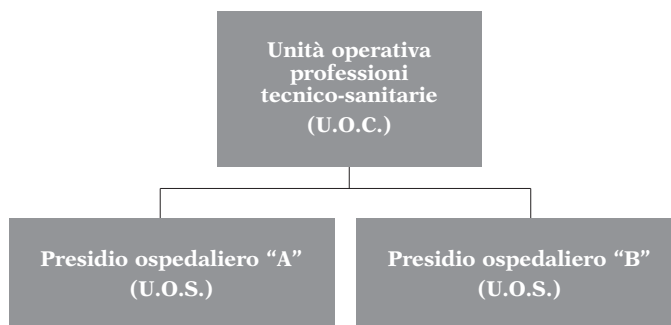 Unità operativa
professioni
tecnico-sanitarie
(U.O.C.)
Presidio ospedaliero “A”
(U.O.S.)
Presidio ospedaliero “B”
(U.O.S.)